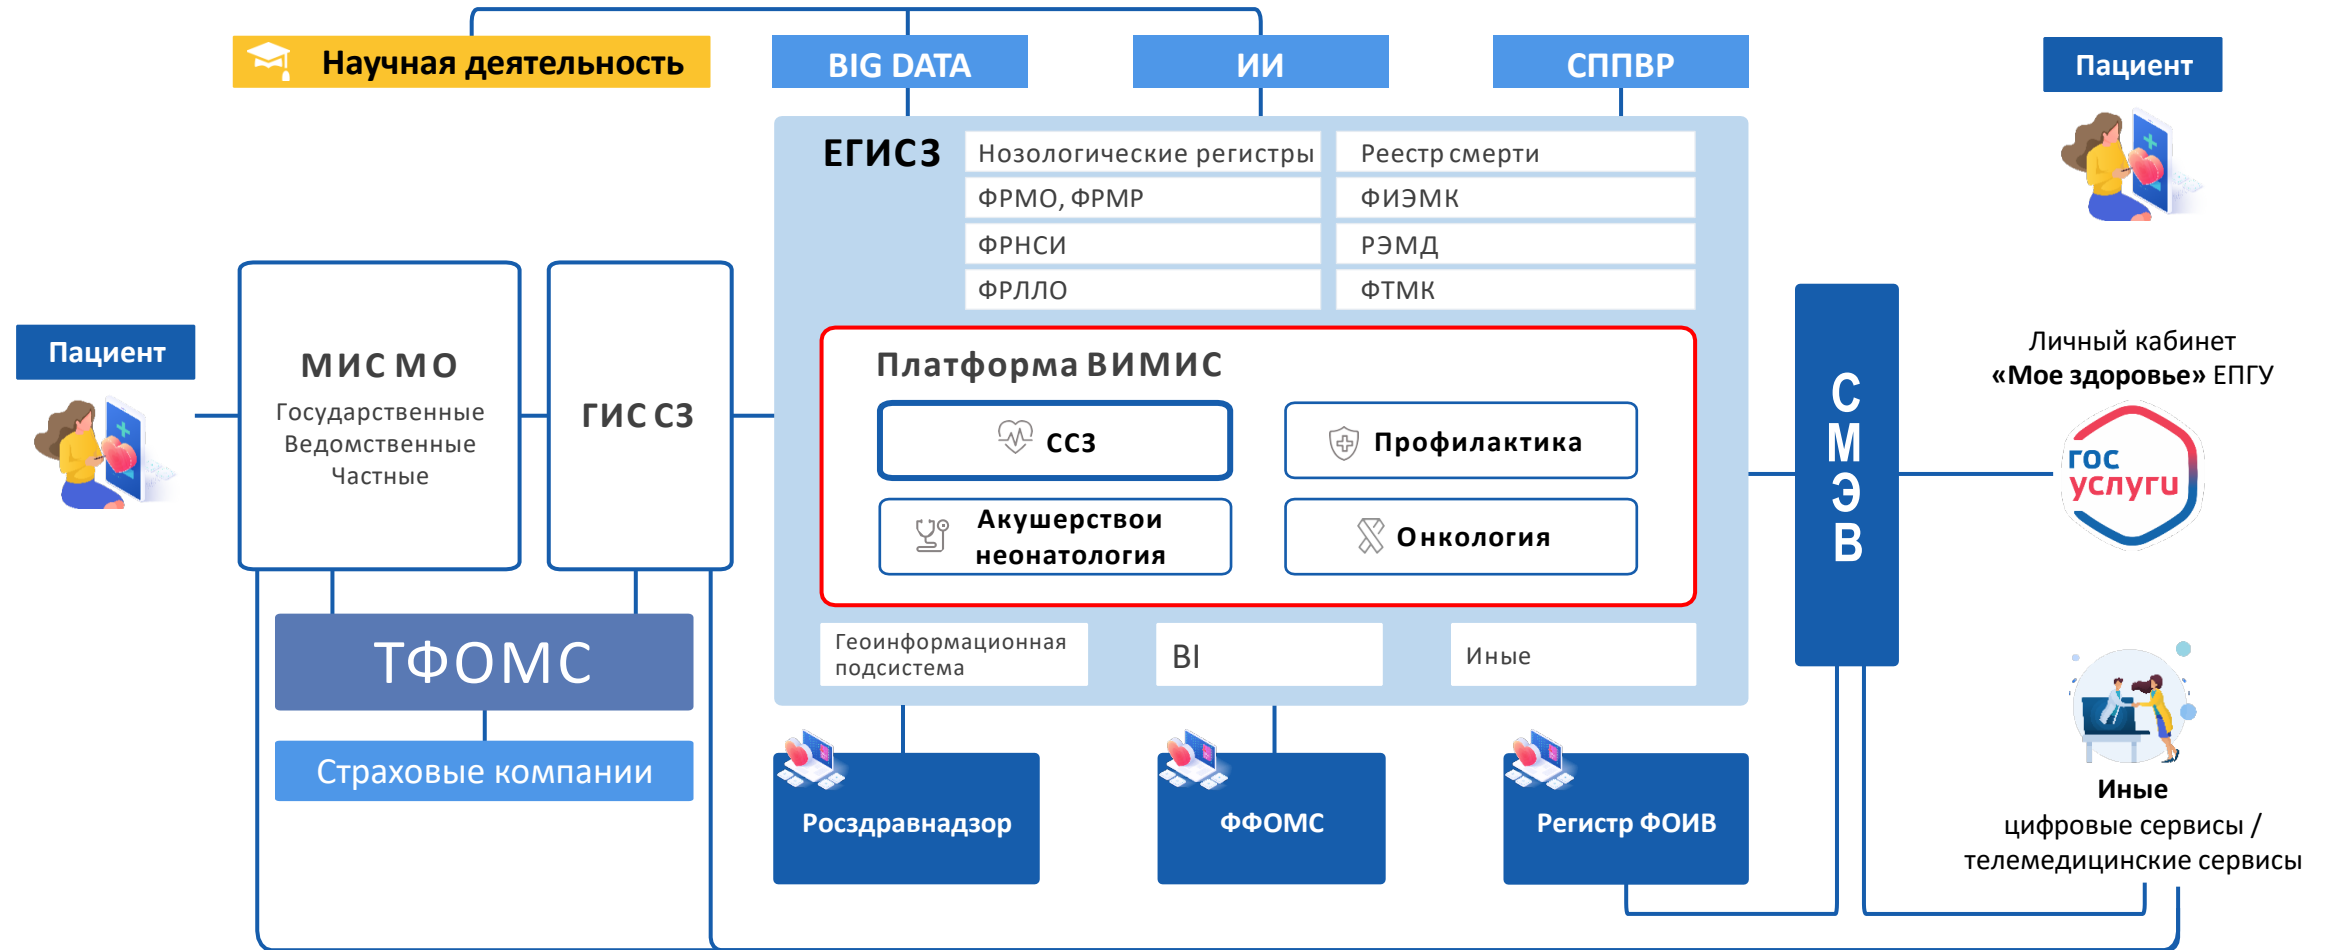 Научная деятельность
BIG DATA
ИИ
СППВР
Пациент
ЕГИСЗ
Нозологические регистры
Реестр смерти
ФРМО, ФРМР
ФИЭМК
ФРНСИ
РЭМД
ФРЛЛО
ФТМК
Пациент
МИС МО
Государственные
Ведомственные
Частные
ГИС СЗ
Платформа ВИМИС
ССЗ
Профилактика
Акушерствои
неонатология
Онкология
С
М
Э
В
Личный кабинет
«Мое здоровье» ЕПГУ
гос
услуги
ТФОМС
Страховые компании
Геоинформационная
подсистема
BI
Иные
Росздравнадзор
ФФОМС
Регистр ФОИВ
Иные
цифровые сервисы /
телемедицинские сервисы